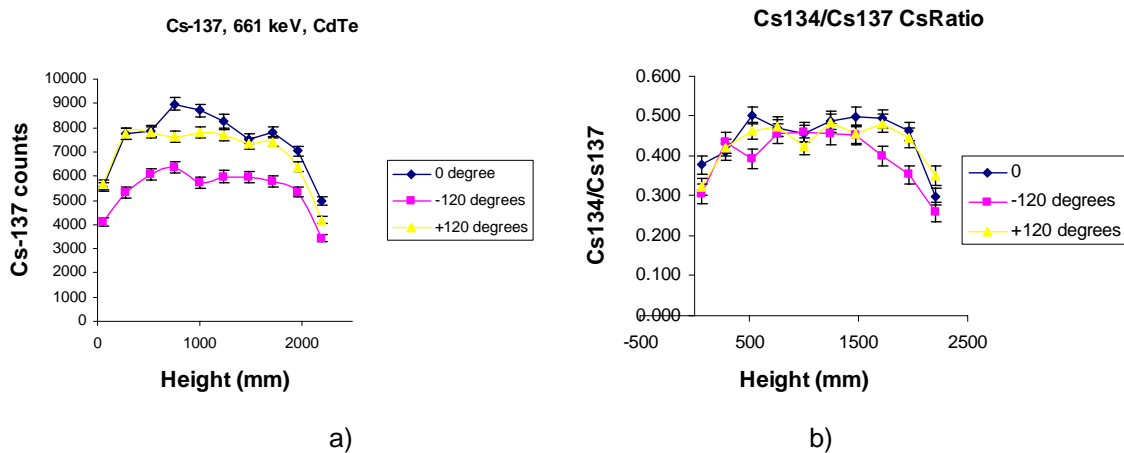 Cs-137, 661 keV, CdTe
Cs-137 counts
10000
9000
8000
7000
6000
5000
4000
3000
2000
1000
0
0 1000 2000
Height (mm)
0 degree
-120 degrees
+120 degrees
a)
Cs134/Cs137 CsRatio
Cs134/Cs137
0.600
0.500
0.400
0.300
0.200
0.100
0.000
-500 500 1500 2500
Height (mm)
0
-120 degrees
+120 degrees
b)